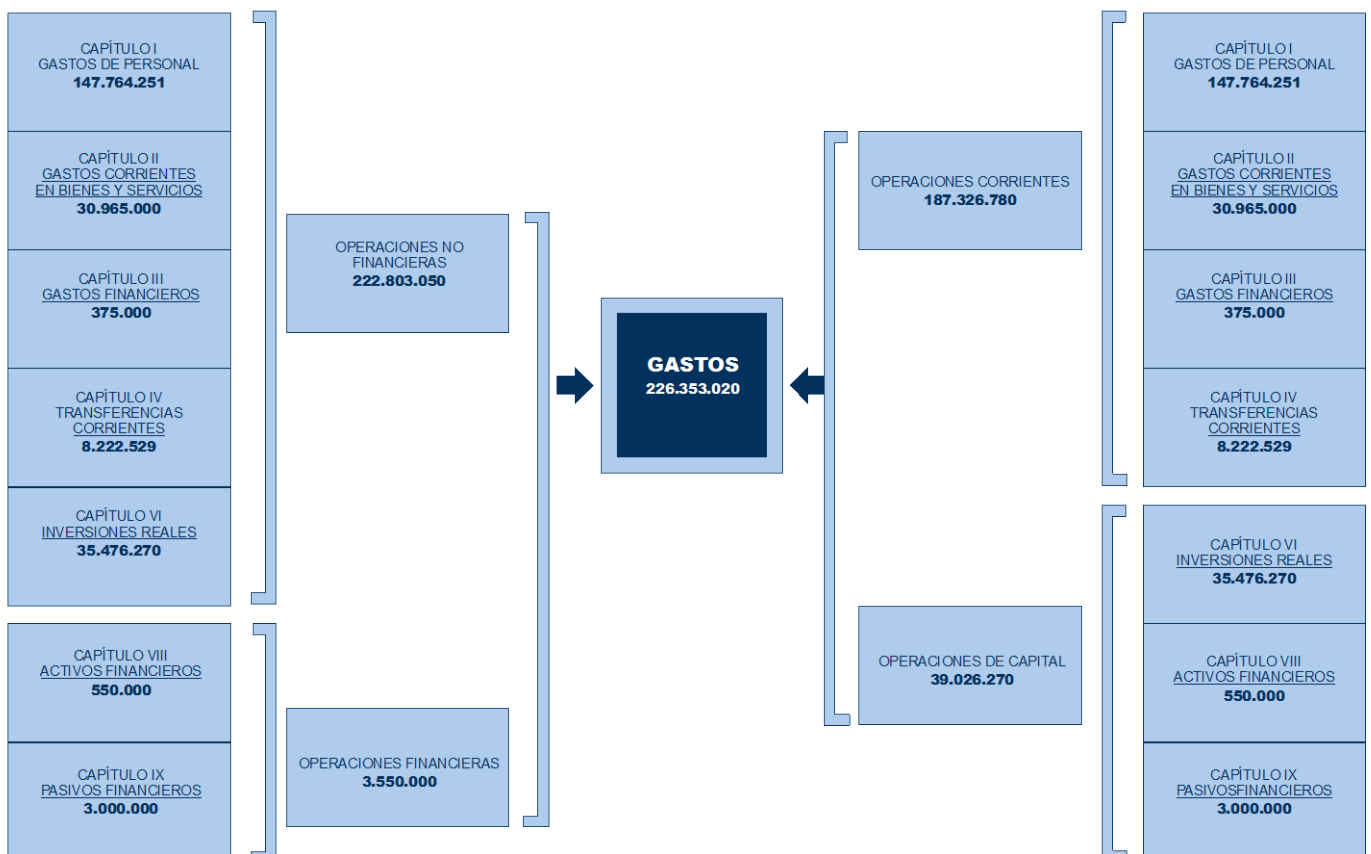 CAPÍTULO I
GASTOS DE PERSONAL
147.764.251
CAPÍTULO II
GASTOS CORRIENTES
EN BIENES Y SERVICIOS
30.965.000
CAPÍTULO III
GASTOS FINANCIEROS
375.000
CAPÍTULO IV
TRANSFERENCIAS
CORRIENTES
8.222.529
CAPÍTULO VI
INVERSIONES REALES
35.476.270
CAPÍTULO VIII
ACTIVOS FINANCIEROS
550.000
CAPÍTULO IX
PASIVOS FINANCIEROS
3.000.000
OPERACIONES NO
FINANCIERAS
222.803.050
OPERACIONES FINANCIERAS
3.550.000
GASTOS
226.353.020
OPERACIONES CORRIENTES
187.326.780
OPERACIONES DE CAPITAL
39.026.270
CAPÍTULO I
GASTOS DE PERSONAL
147.764.251
CAPÍTULO II
GASTOS CORRIENTES
EN BIENES Y SERVICIOS
30.965.000
CAPÍTULO III
GASTOS FINANCIEROS
375.000
CAPÍTULO IV
TRANSFERENCIAS
CORRIENTES
8.222.529
CAPÍTULO VI
INVERSIONES REALES
35.476.270
CAPÍTULO VIII
ACTIVOS FINANCIEROS
550.000
CAPÍTULO IX
PASIVOSFINANCIEROS
3.000.000